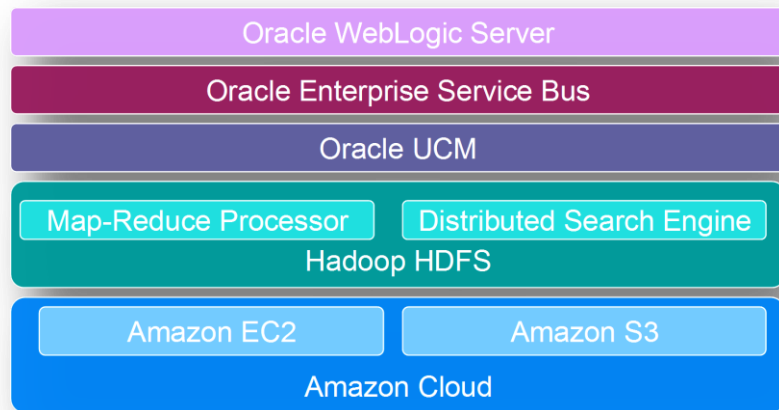 Oracle WebLogic Server
Oracle Enterprise Service Bus
Oracle UCM
Map-Reduce Processor
Distributed Search Engine
Hadoop HDFS
Amazon EC2
Amazon S3
Amazon Cloud